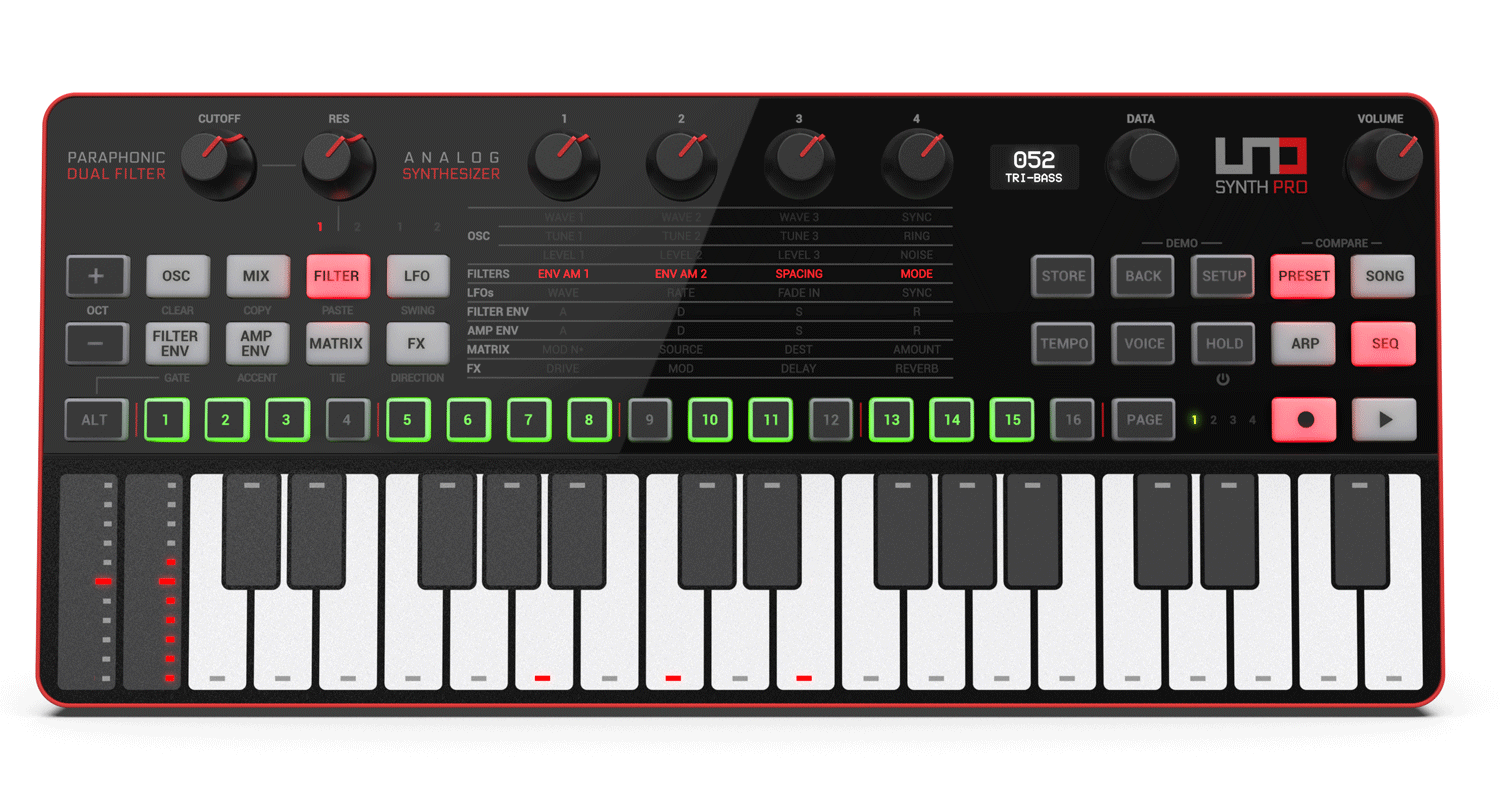 CUTOFF
RES
1
2
3
4
DATA
VOLUME
PARAPHONIC
DUAL FILTER
ANALOG
SYNTHESIZER
052
TRI-BASS
UNO
SYNTH PRO
1 2 1 2
WAVE 1 WAVE 2 WAVE 3 SYNC
OSC TUNE 1 TUNE 2 TUNE 3 RING
LEVEL 1 LEVEL 2 LEVEL 3 NOISE
FILTERS ENV AM 1 ENV AM 2 SPACING MODE
LFOs WAVE RATE FADE IN SYNC
FILTER ENV A D S R
AMP ENV A D S R
MATRIX MOD N+ SOURCE DEST AMOUNT
FX DRIVE MOD DELAY REVERB
+ OSC MIX FILTER LFO
OCT CLEAR COPY PASTE SWING
− FILTER ENV AMP ENV MATRIX FX
GATE ACCENT TIE DIRECTION
DEMO COMPARE
STORE BACK SETUP PRESET SONG
TEMPO VOICE HOLD ARP SEQ
ALT 1 2 3 4 5 6 7 8 9 10 11 12 13 14 15 16 PAGE 1 2 3 4